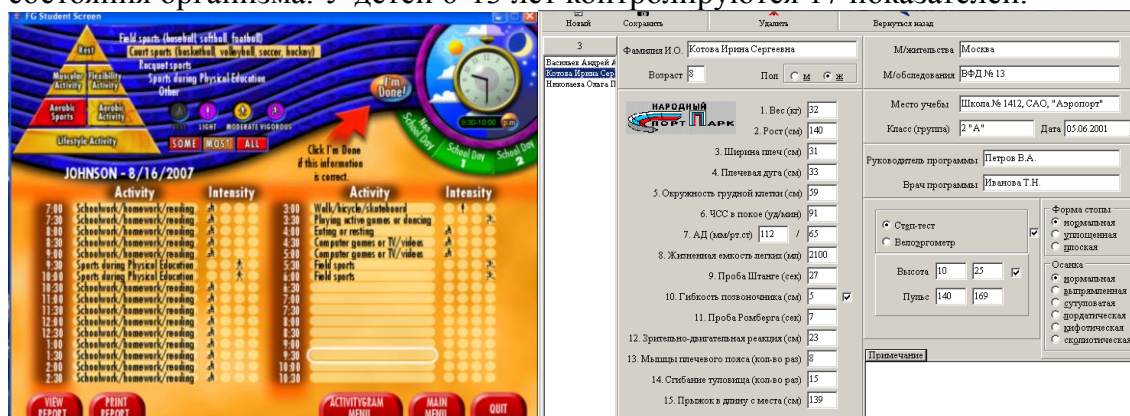 состояния организма. У детей 6-15 лет контролируются 17 показателей.
FG Student Screen
Rest
Muscular Activity
Flexibility Activity
Aerobic Sports
Aerobic Activity
Lifestyle Activity
Field sports (baseball, softball, football)
Court sports (basketball, volleyball, soccer, hockey)
Racquet sports
Sports during Physical Education
Other
REST LIGHT MODERATE VIGOROUS
SOME MOST ALL
I'm Done!
9:30-10:00 pm
Non School Day
School Day 1
School Day 2
Click I'm Done
if this information
is correct.
JOHNSON - 8/16/2007
Activity Intensity
7:00 Schoolwork/homework/reading
7:30 Schoolwork/homework/reading
8:00 Schoolwork/homework/reading
8:30 Schoolwork/homework/reading
9:00 Schoolwork/homework/reading
9:30 Sports during Physical Education
10:00 Sports during Physical Education
10:30 Schoolwork/homework/reading
11:00 Schoolwork/homework/reading
11:30 Schoolwork/homework/reading
12:00 Schoolwork/homework/reading
12:30 Schoolwork/homework/reading
1:00 Schoolwork/homework/reading
1:30 Schoolwork/homework/reading
2:00 Schoolwork/homework/reading
2:30 Schoolwork/homework/reading
Activity Intensity
3:00 Walk/bicycle/skateboard
3:30 Playing active games or dancing
4:00 Eating or resting
4:30 Computer games or TV/videos
5:00 Computer games or TV/videos
5:30 Field sports
6:00 Field sports
6:30
7:00
7:30
8:00
8:30
9:00
9:30
10:00
10:30
VIEW REPORT
PRINT REPORT
ACTIVITYGRAM MENU
MAIN MENU
QUIT
Новый Сохранить Удалить Вернуться назад
3
Васильев Андрей
Котова Ирина Сер
Николаева Ольга П
Фамилия И.О. Котова Ирина Сергеевна
Возраст 8 Пол м ж
НАРОДНЫЙ
СПОРТ ПАРК
1. Вес (кг) 32
2. Рост (см) 140
3. Ширина плеч (см) 31
4. Плечевая дуга (см) 33
5. Окружность грудной клетки (см) 59
6. ЧСС в покое (уд/мин) 91
7. АД (мм/рт.ст) 112 / 65
8. Жизненная емкость легких (мл) 2100
9. Проба Штанге (сек) 27
10. Гибкость позвоночника (см) 5
11. Проба Ромберга (сек) 7
12. Зрительно-двигательная реакция (см) 23
13. Мышцы плечевого пояса (кол-во раз) 8
14. Сгибание туловища (кол-во раз) 15
15. Прыжок в длину с места (см) 139
М/жительства Москва
М/обследования ВФД № 13
Место учебы Школа № 1412, САО, "Аэропорт"
Класс (группа) 2 "А" Дата 05.06.2001
Руководитель программы Петров В.А.
Врач программы Иванова Т.Н.
Степ-тест
Велоэргометр
Высота 10 25
Пульс 140 169
Форма стопы
нормальная
уплощенная
плоская
Осанка
нормальная
выпрямленная
сутуловатая
лордатическая
кифотическая
сколиотическая
Примечание